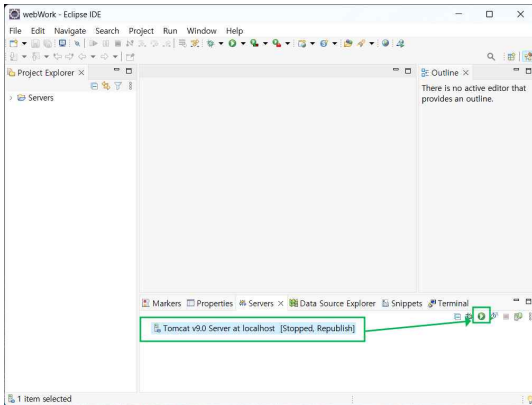 webWork - Eclipse IDE
File Edit Navigate Search Project Run Window Help
Project Explorer
Servers
Outline
There is no active editor that
provides an outline.
Markers Properties Servers Data Source Explorer Snippets Terminal
Tomcat v9.0 Server at localhost [Stopped, Republish]
1 item selected